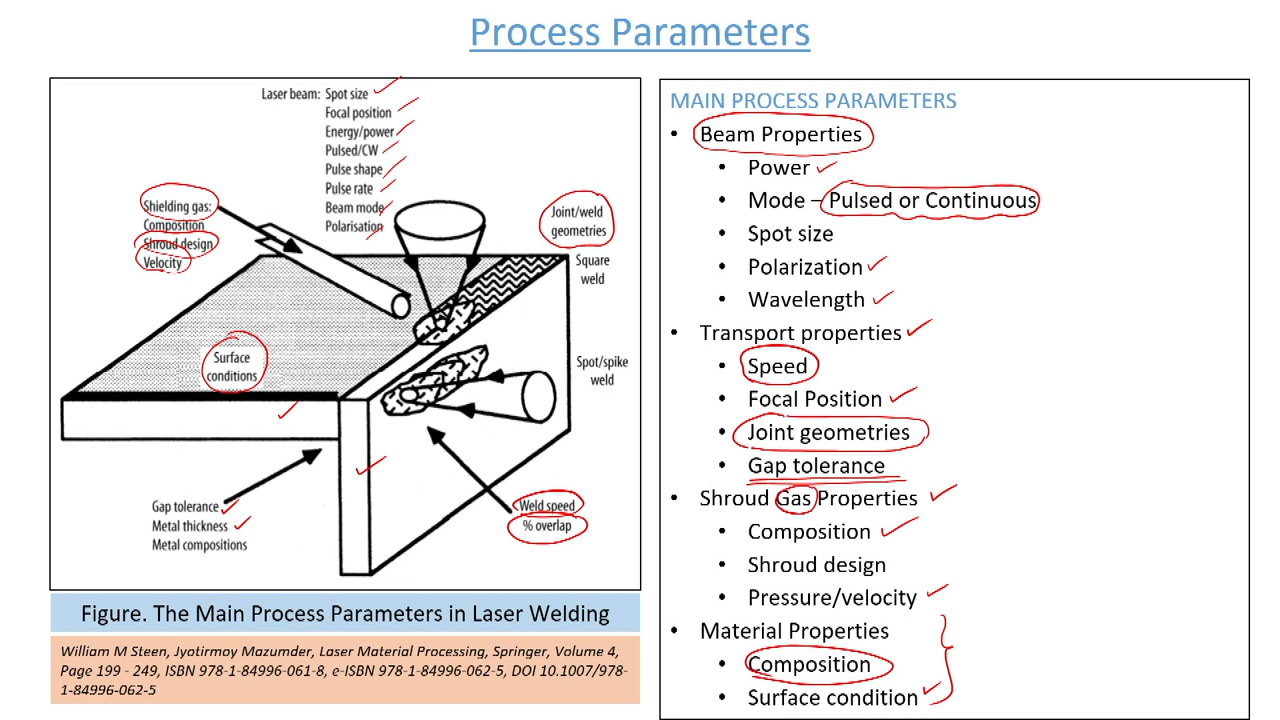 Process Parameters
Laser beam: Spot size
Focal position
Energy/power
Pulsed/CW
Pulse shape
Pulse rate
Beam mode
Polarisation
Shielding gas:
Composition
Shroud design
Velocity
Joint/weld
geometries
Square
weld
Surface
conditions
Spot/spike
weld
Gap tolerance
Metal thickness
Metal compositions
Weld speed
% overlap
Figure. The Main Process Parameters in Laser Welding
William M Steen, Jyotirmoy Mazumder, Laser Material Processing, Springer, Volume 4,
Page 199 - 249, ISBN 978-1-84996-061-8, e-ISBN 978-1-84996-062-5, DOI 10.1007/978-
1-84996-062-5
MAIN PROCESS PARAMETERS
• Beam Properties
• Power
• Mode – Pulsed or Continuous
• Spot size
• Polarization
• Wavelength
• Transport properties
• Speed
• Focal Position
• Joint geometries
• Gap tolerance
• Shroud Gas Properties
• Composition
• Shroud design
• Pressure/velocity
• Material Properties
• Composition
• Surface condition